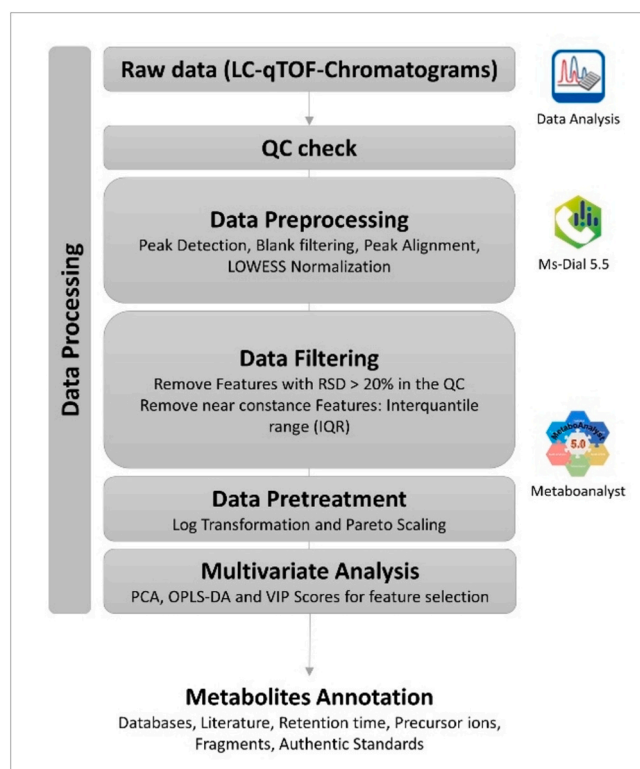 Data Processing
Raw data (LC-qTOF-Chromatograms)
Data Analysis
QC check
Data Preprocessing
Peak Detection, Blank filtering, Peak Alignment,
LOWESS Normalization
Ms-Dial 5.5
Data Filtering
Remove Features with RSD > 20% in the QC
Remove near constance Features: Interquantile
range (IQR)
MetaboAnalyst
5.0
Metaboanalyst
Data Pretreatment
Log Transformation and Pareto Scaling
Multivariate Analysis
PCA, OPLS-DA and VIP Scores for feature selection
Metabolites Annotation
Databases, Literature, Retention time, Precursor ions,
Fragments, Authentic Standards